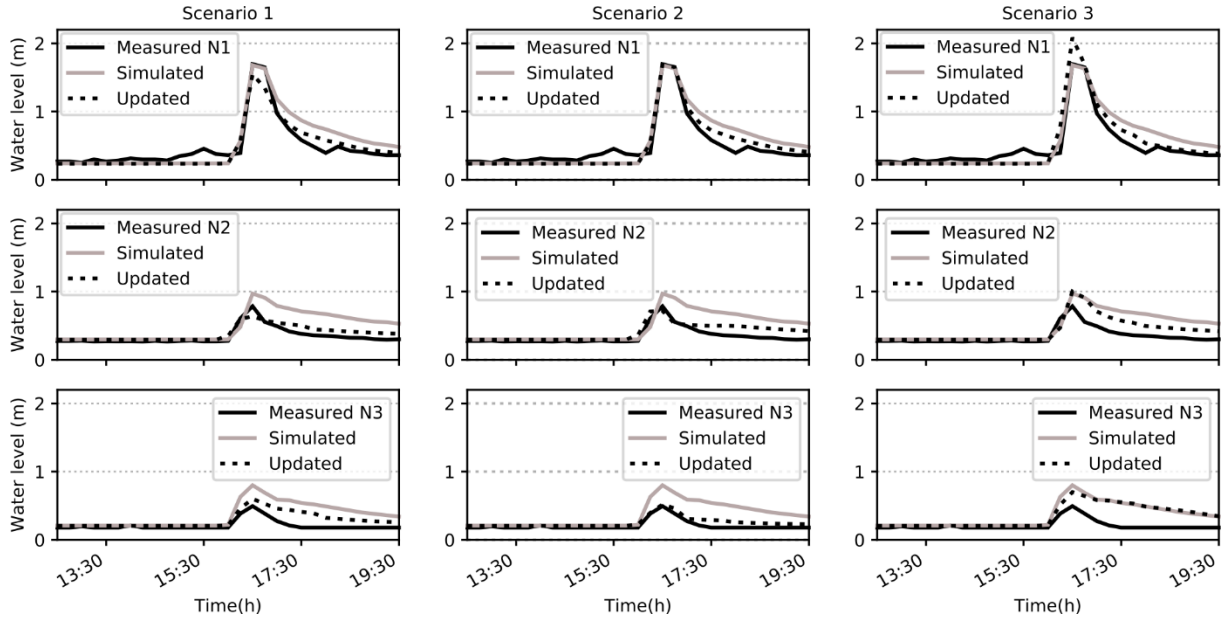 Scenario 1
Scenario 2
Scenario 3
Water level (m)
2
1
0
Measured N1
Simulated
Updated
Measured N1
Simulated
Updated
Measured N1
Simulated
Updated
Water level (m)
2
1
0
Measured N2
Simulated
Updated
Measured N2
Simulated
Updated
Measured N2
Simulated
Updated
Water level (m)
2
1
0
Measured N3
Simulated
Updated
Measured N3
Simulated
Updated
Measured N3
Simulated
Updated
13:30
15:30
17:30
19:30
13:30
15:30
17:30
19:30
13:30
15:30
17:30
19:30
Time(h)
Time(h)
Time(h)